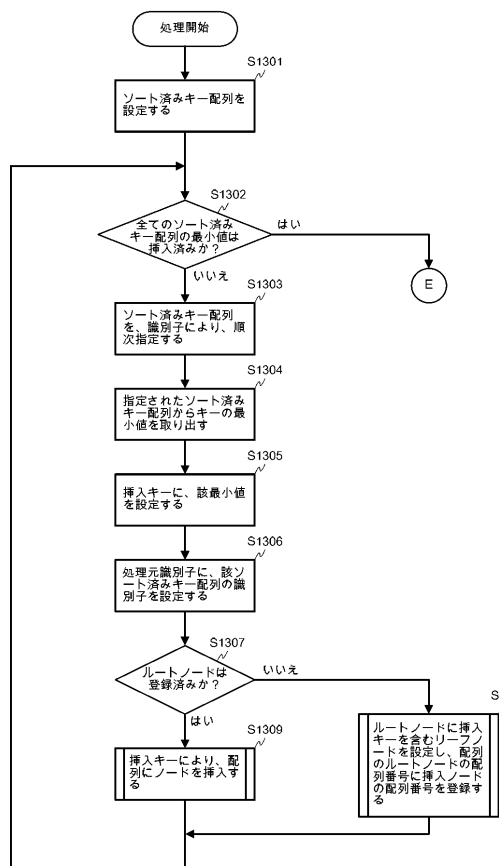 処理開始
S1301
ソート済みキー配列を
設定する
S1302
全てのソート済み
キー配列の最小値は
挿入済みか?
はい
E
いいえ
S1303
ソート済みキー配列
を、識別子により、順
次指定する
S1304
指定されたソート済み
キー配列からキーの最
小値を取り出す
S1305
挿入キーに、該最小値
を設定する
S1306
処理元識別子に、該ソ
ート済みキー配列の識
別子を設定する
S1307
ルートノードは
登録済みか?
いいえ
はい
S
ルートノードに挿入
キーを含むリーフノ
ードを設定し、配列
のルートノードの配
列番号に挿入ノード
の配列番号を登録す
る
S1309
挿入キーにより、配
列にノードを挿入す
る